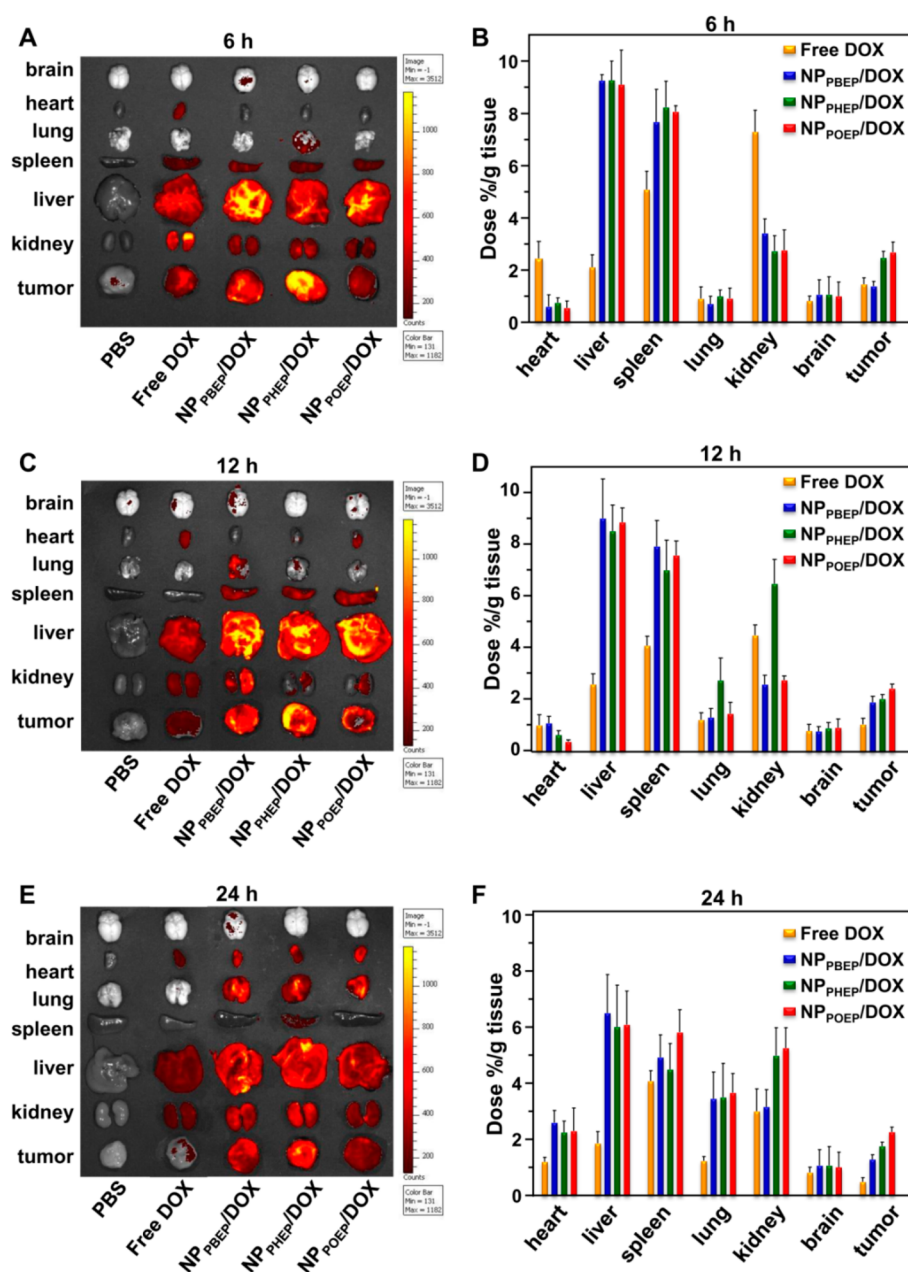 A
6 h
brain
heart
lung
spleen
liver
kidney
tumor
PBS
Free DOX
NPPBEP/DOX
NPPHEP/DOX
NPPOEP/DOX
Image
Min = -1
Max = 3512
1000
800
600
400
200
Counts
Color Bar
Min = 131
Max = 1182
B
6 h
Dose %/g tissue
10
8
6
4
2
0
Free DOX
NPPBEP/DOX
NPPHEP/DOX
NPPOEP/DOX
heart
liver
spleen
lung
kidney
brain
tumor
C
12 h
brain
heart
lung
spleen
liver
kidney
tumor
PBS
Free DOX
NPPBEP/DOX
NPPHEP/DOX
NPPOEP/DOX
Image
Min = -1
Max = 3512
1000
800
600
400
200
Counts
Color Bar
Min = 131
Max = 1182
D
12 h
Dose %/g tissue
10
8
6
4
2
0
Free DOX
NPPBEP/DOX
NPPHEP/DOX
NPPOEP/DOX
heart
liver
spleen
lung
kidney
brain
tumor
E
24 h
brain
heart
lung
spleen
liver
kidney
tumor
PBS
Free DOX
NPPBEP/DOX
NPPHEP/DOX
NPPOEP/DOX
Image
Min = -1
Max = 3512
1000
800
600
400
200
Counts
Color Bar
Min = 131
Max = 1182
F
24 h
Dose %/g tissue
10
8
6
4
2
0
Free DOX
NPPBEP/DOX
NPPHEP/DOX
NPPOEP/DOX
heart
liver
spleen
lung
kidney
brain
tumor